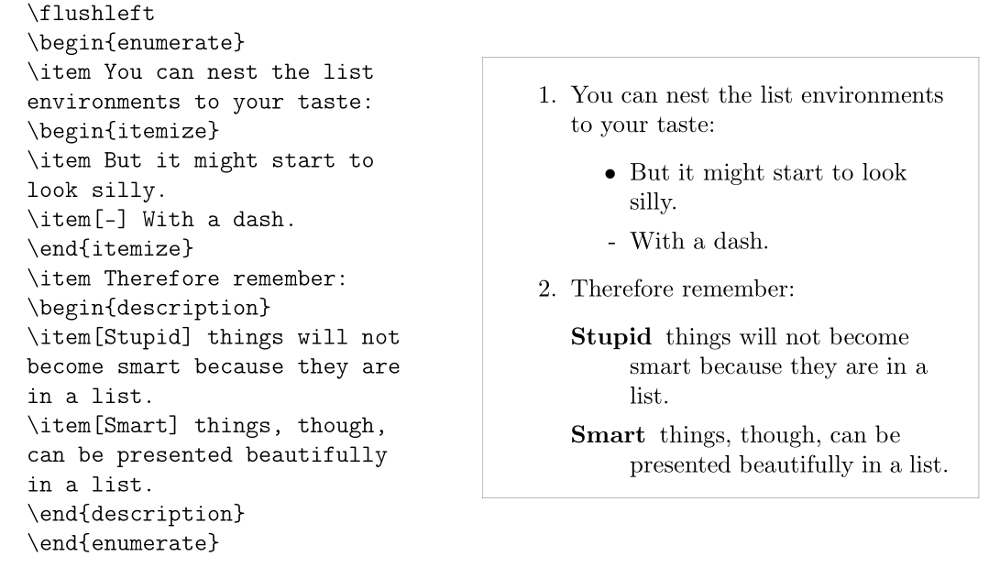 \flushleft
\begin{enumerate}
\item You can nest the list
environments to your taste:
\begin{itemize}
\item But it might start to
look silly.
\item[-] With a dash.
\end{itemize}
\item Therefore remember:
\begin{description}
\item[Stupid] things will not
become smart because they are
in a list.
\item[Smart] things, though,
can be presented beautifully
in a list.
\end{description}
\end{enumerate}
1. You can nest the list environments
to your taste:
• But it might start to look
silly.
- With a dash.
2. Therefore remember:
Stupid things will not become
smart because they are in a
list.
Smart things, though, can be
presented beautifully in a list.